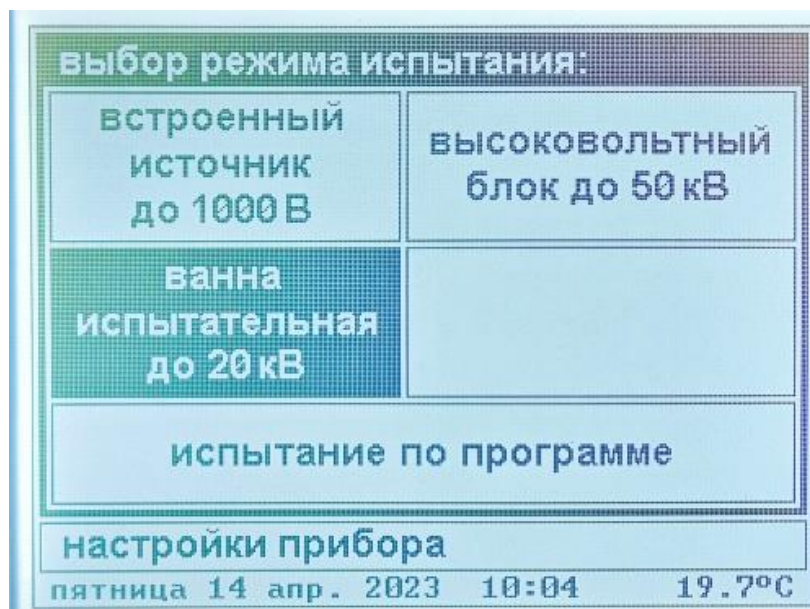 выбор режима испытания:
встроенный
источник
до 1000 В
высоковольтный
блок до 50 кВ
ванна
испытательная
до 20 кВ
испытание по программе
настройки прибора
пятница 14 апр. 2023 10:04 19.7°C